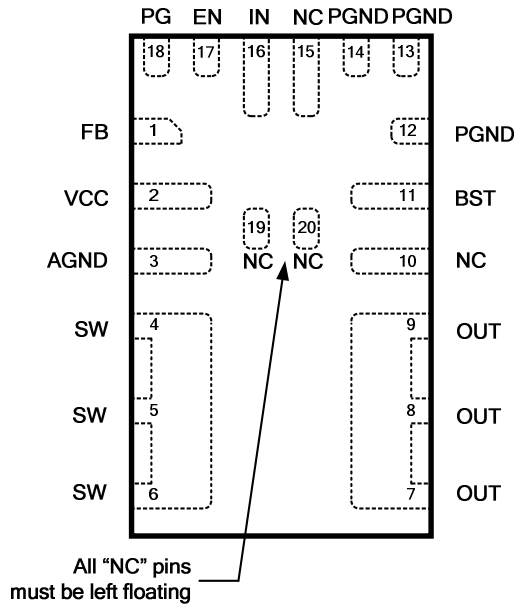 PG EN IN NC PGND PGND
18 17 16 15 14 13
FB 1 12 PGND
VCC 2 11 BST
19 20
AGND 3 NC NC 10 NC
SW 4 9 OUT
SW 5 8 OUT
SW 6 7 OUT
All “NC” pins
must be left floating